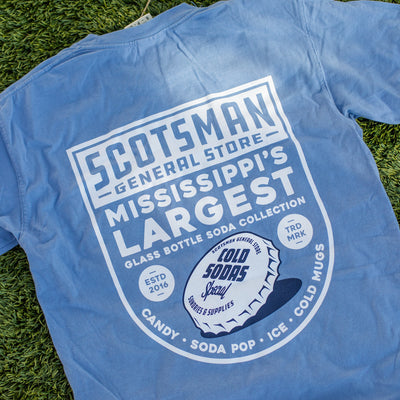 SCOTSMAN
GENERAL STORE
MISSISSIPPI'S
LARGEST
GLASS BOTTLE SODA COLLECTION
ESTD
2016
TRD
MRK
SCOTSMAN GENERAL STORE
COLD
SODAS
Special
SUNDRIES & SUPPLIES
CANDY • SODA POP • ICE • COLD MUGS